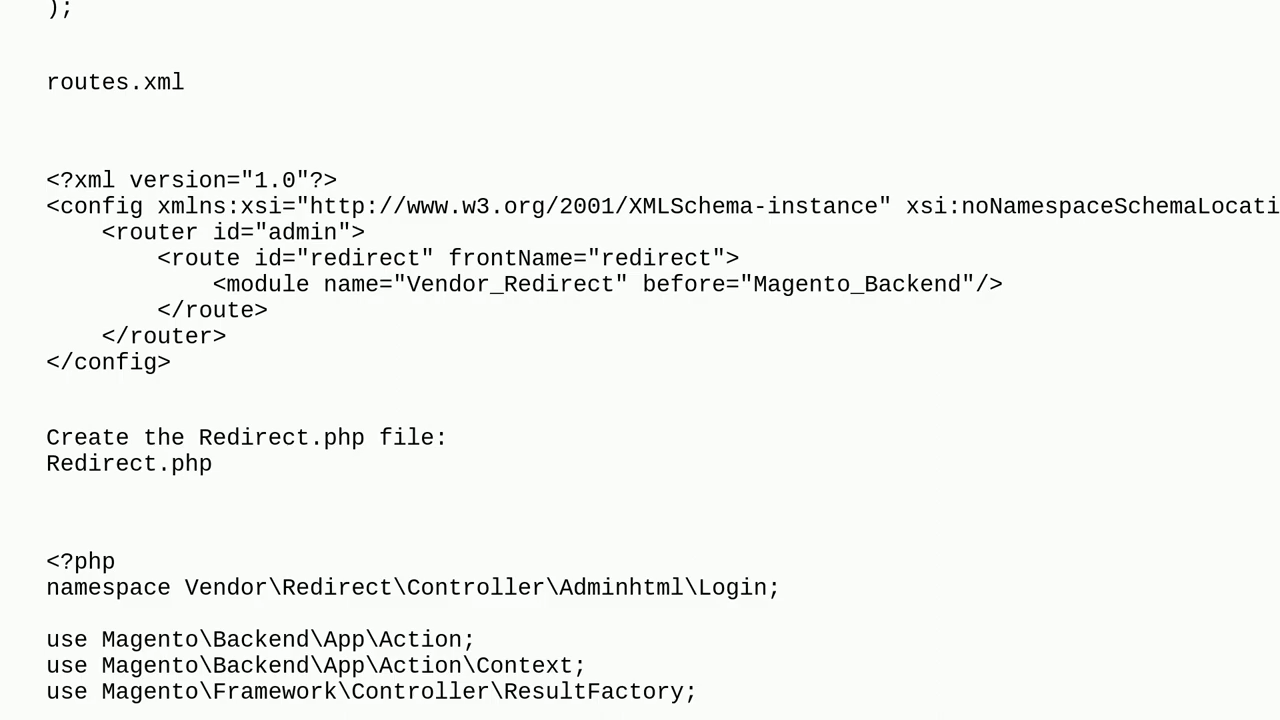 );
routes.xml
<?xml version="1.0"?>
<config xmlns:xsi="http://www.w3.org/2001/XMLSchema-instance" xsi:noNamespaceSchemaLocati
    <router id="admin">
        <route id="redirect" frontName="redirect">
            <module name="Vendor_Redirect" before="Magento_Backend"/>
        </route>
    </router>
</config>
Create the Redirect.php file:
Redirect.php
<?php
namespace Vendor\Redirect\Controller\Adminhtml\Login;
use Magento\Backend\App\Action;
use Magento\Backend\App\Action\Context;
use Magento\Framework\Controller\ResultFactory;